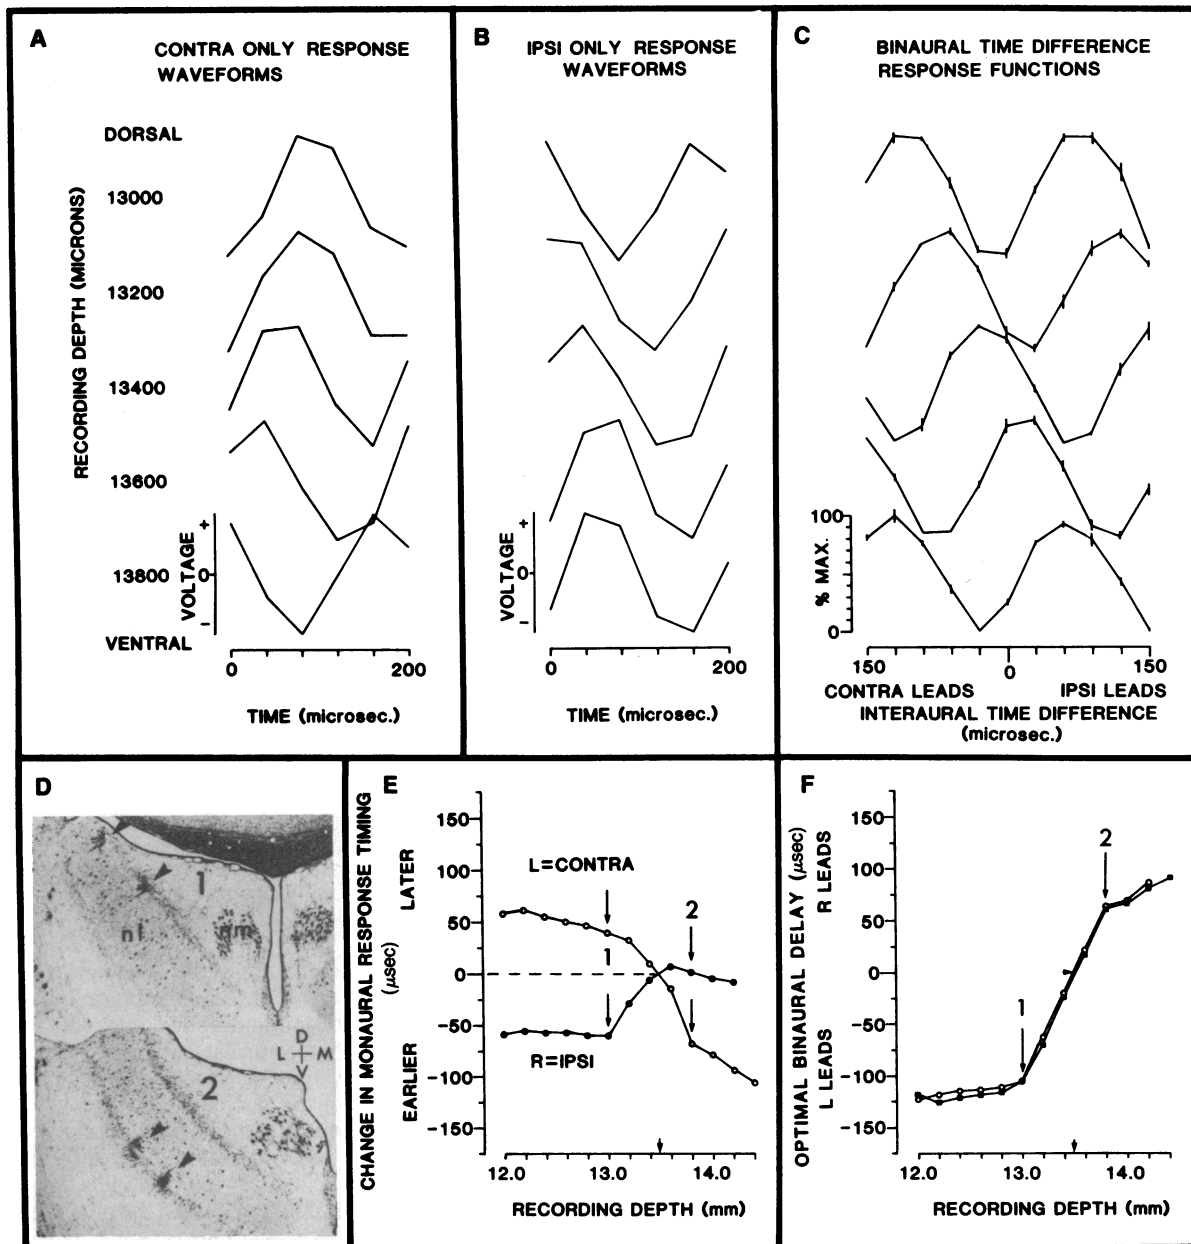 A
CONTRA ONLY RESPONSE
WAVEFORMS
RECORDING DEPTH (MICRONS)
DORSAL
13000
13200
13400
13600
13800
VENTRAL
VOLTAGE
+
0
−
0
200
TIME (microsec.)
B
IPSI ONLY RESPONSE
WAVEFORMS
VOLTAGE
+
0
−
0
200
TIME (microsec.)
C
BINAURAL TIME DIFFERENCE
RESPONSE FUNCTIONS
% MAX.
100
0
150
0
150
CONTRA LEADS
IPSI LEADS
INTERAURAL TIME DIFFERENCE
(microsec.)
D
1
nl
nm
D
L
M
2
E
CHANGE IN MONAURAL RESPONSE TIMING
(μsec)
LATER
EARLIER
150
100
50
0
−50
−100
−150
L=CONTRA
1
2
R=IPSI
12.0
13.0
14.0
RECORDING DEPTH (mm)
F
OPTIMAL BINAURAL DELAY (μsec)
R LEADS
L LEADS
150
100
50
0
−50
−100
−150
2
1
12.0
13.0
14.0
RECORDING DEPTH (mm)